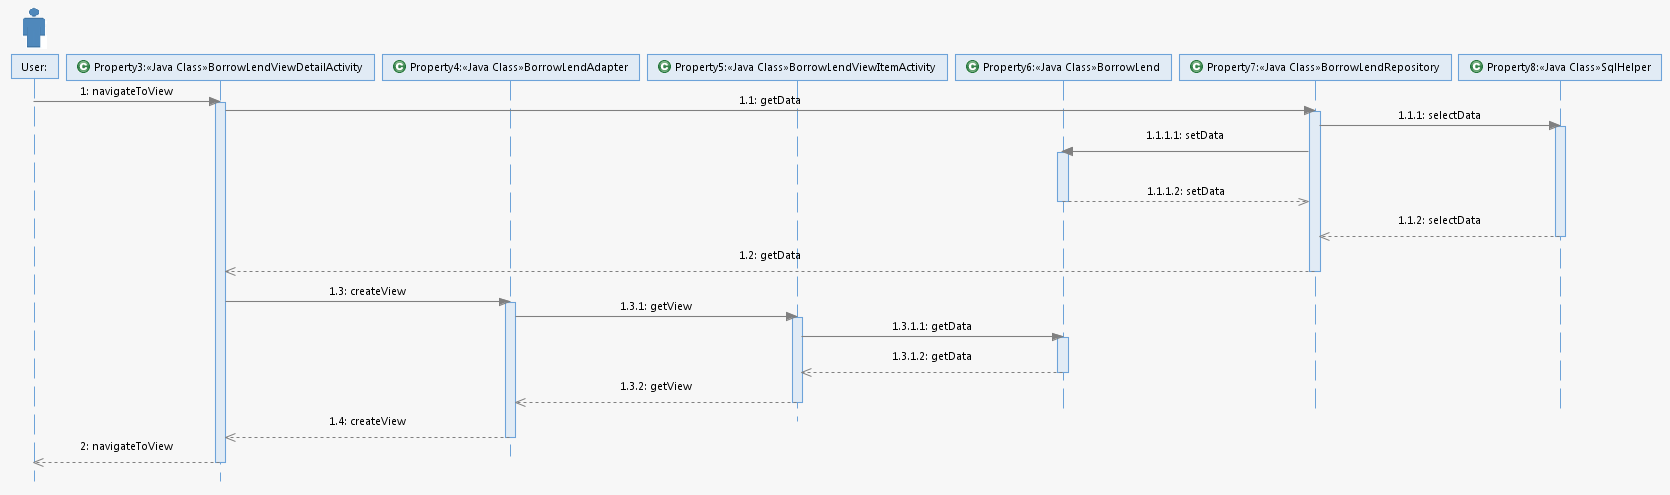 User:
C Property3:«Java Class»BorrowLendViewDetailActivity
C Property4:«Java Class»BorrowLendAdapter
C Property5:«Java Class»BorrowLendViewItemActivity
C Property6:«Java Class»BorrowLend
C Property7:«Java Class»BorrowLendRepository
C Property8:«Java Class»SqlHelper
1: navigateToView
1.1: getData
1.1.1: selectData
1.1.1.1: setData
1.1.1.2: setData
1.1.2: selectData
1.2: getData
1.3: createView
1.3.1: getView
1.3.1.1: getData
1.3.1.2: getData
1.3.2: getView
1.4: createView
2: navigateToView